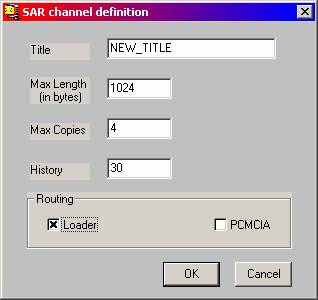 SAR channel definition
Title NEW_TITLE
Max Length
(in bytes) 1024
Max Copies 4
History 30
Routing
Loader PCMCIA
OK Cancel